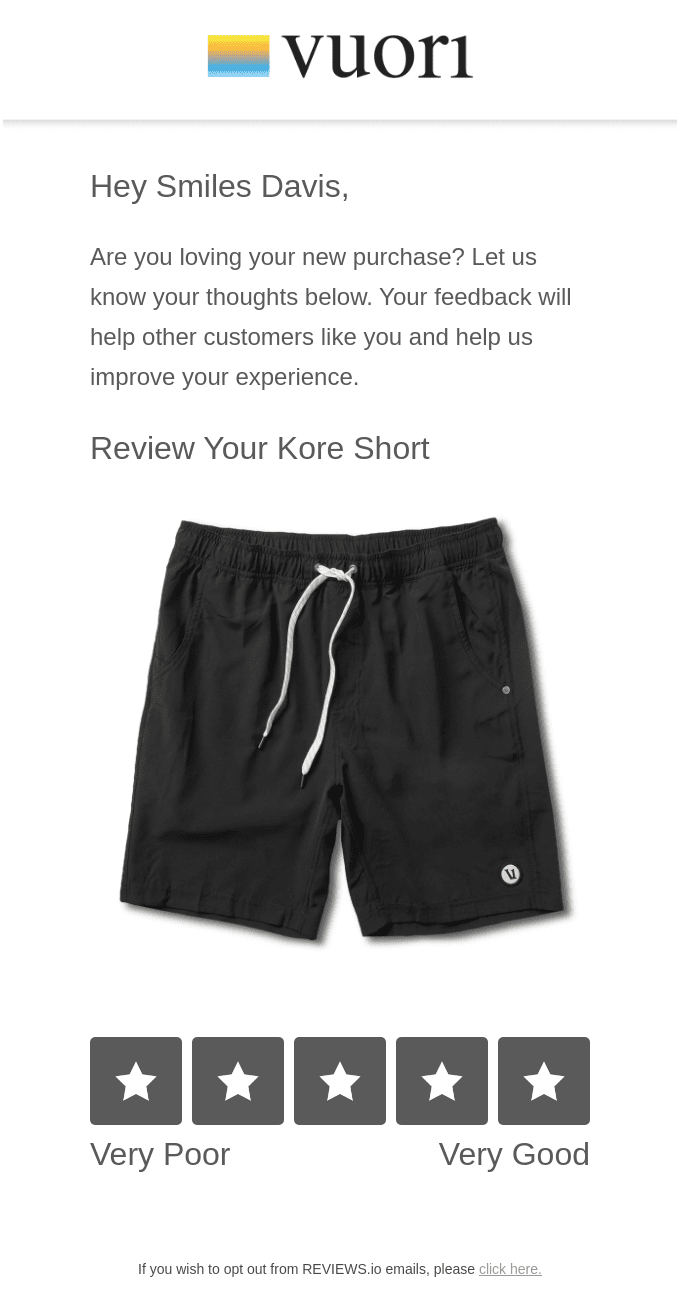 vuori
Hey Smiles Davis,
Are you loving your new purchase? Let us
know your thoughts below. Your feedback will
help other customers like you and help us
improve your experience.
Review Your Kore Short
V1
Very Poor Very Good
If you wish to opt out from REVIEWS.io emails, please click here.